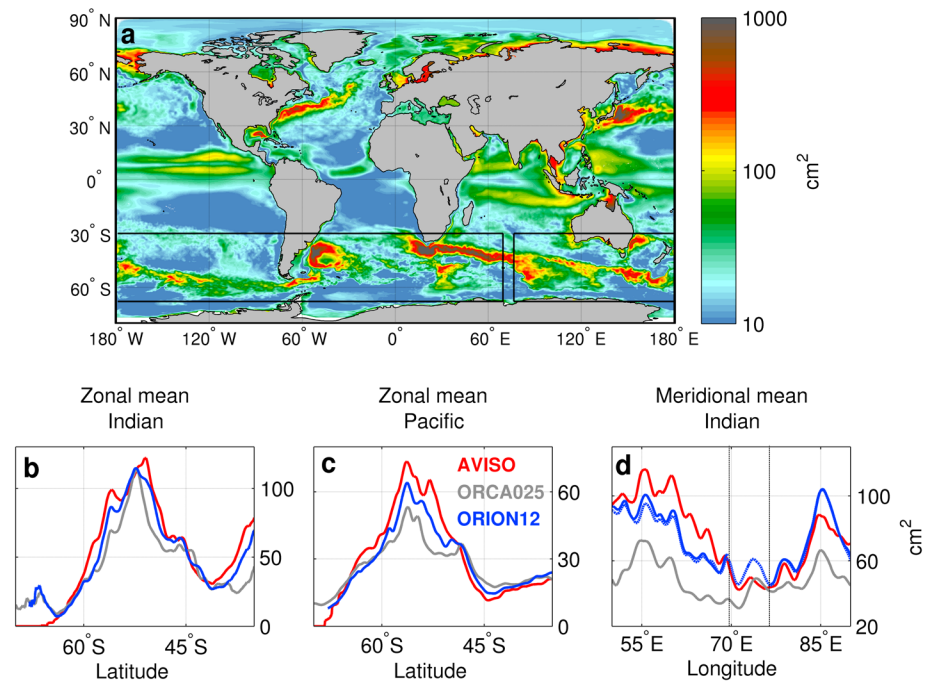 90° N
60° N
30° N
0°
30° S
60° S
a
180° W
120° W
60° W
0°
60° E
120° E
180° E
1000
100
10
cm²
Zonal mean
Indian
b
100
50
0
60° S
45° S
Latitude
Zonal mean
Pacific
c
AVISO
ORCA025
ORION12
60
30
0
60° S
45° S
Latitude
Meridional mean
Indian
d
100
60
20
cm²
55° E
70° E
85° E
Longitude